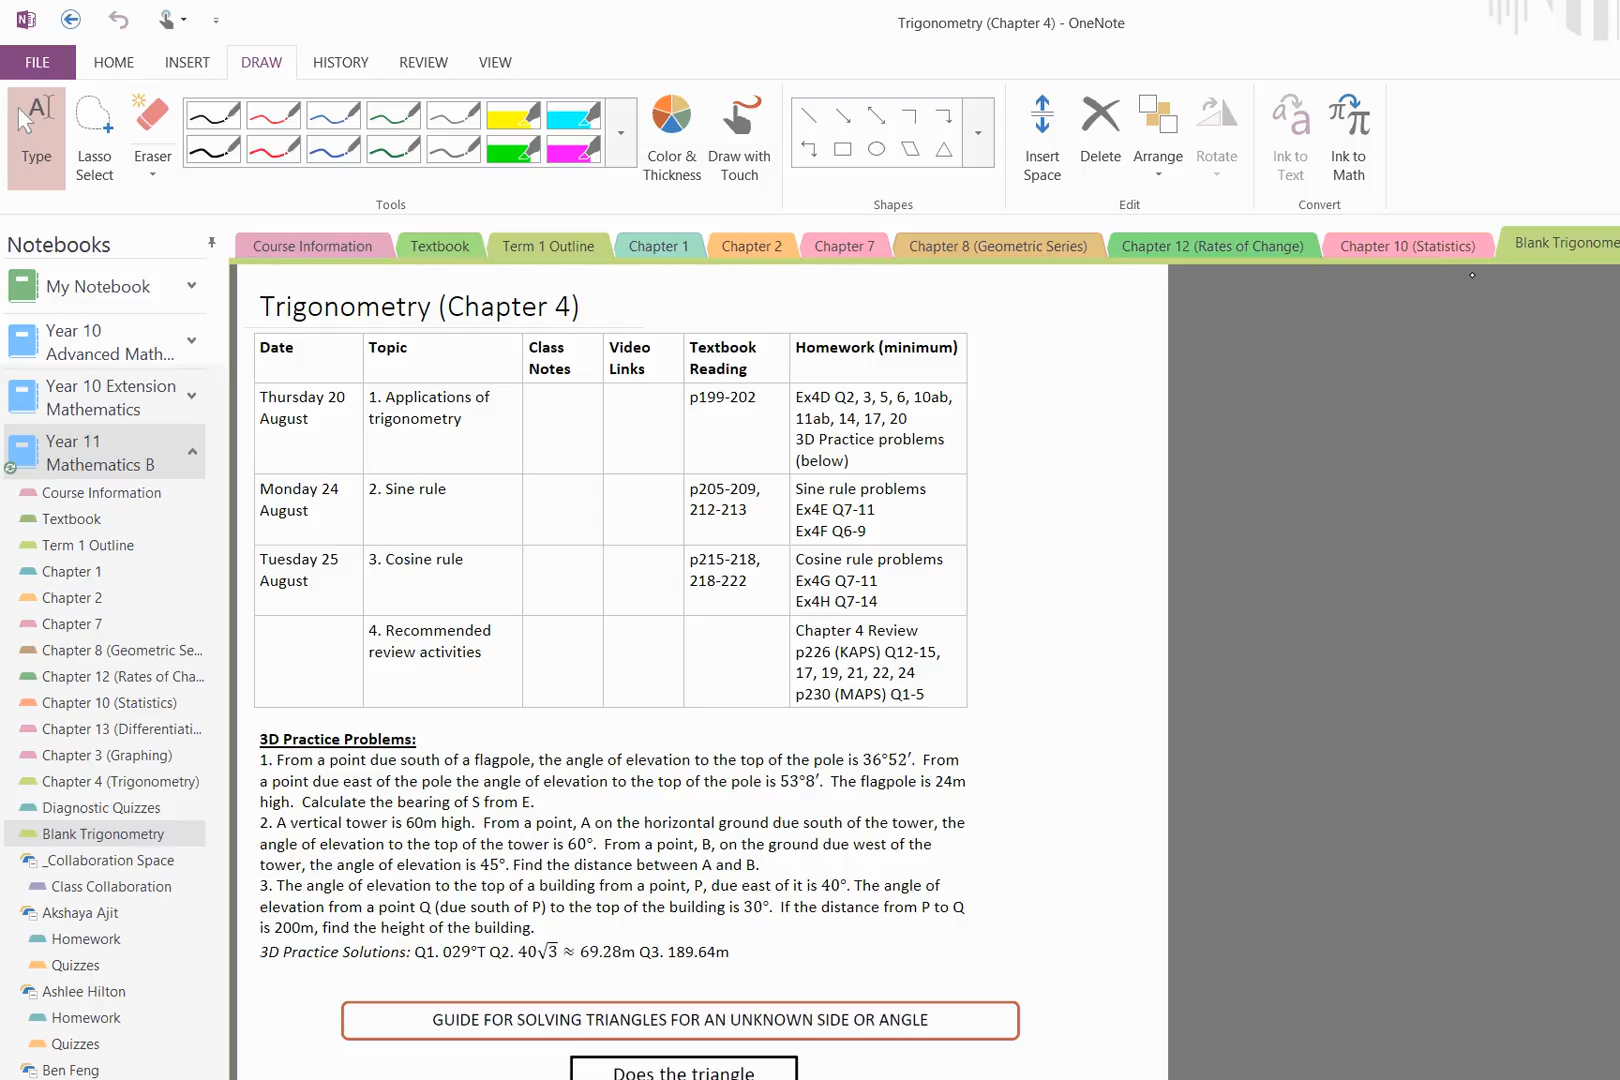 Trigonometry (Chapter 4) - OneNote
FILE
HOME
INSERT
DRAW
HISTORY
REVIEW
VIEW
Type
Lasso
Select
Eraser
Color &
Thickness
Draw with
Touch
Insert
Space
Delete
Arrange
Rotate
Ink to
Text
Ink to
Math
Tools
Shapes
Edit
Convert
Notebooks
My Notebook
Year 10
Advanced Math...
Year 10 Extension
Mathematics
Year 11
Mathematics B
Course Information
Textbook
Term 1 Outline
Chapter 1
Chapter 2
Chapter 7
Chapter 8 (Geometric Se...
Chapter 12 (Rates of Cha...
Chapter 10 (Statistics)
Chapter 13 (Differentiati...
Chapter 3 (Graphing)
Chapter 4 (Trigonometry)
Diagnostic Quizzes
Blank Trigonometry
_Collaboration Space
Class Collaboration
Akshaya Ajit
Homework
Quizzes
Ashlee Hilton
Homework
Quizzes
Ben Feng
Course Information
Textbook
Term 1 Outline
Chapter 1
Chapter 2
Chapter 7
Chapter 8 (Geometric Series)
Chapter 12 (Rates of Change)
Chapter 10 (Statistics)
Blank Trigonome
Trigonometry (Chapter 4)
Date
Topic
Class
Notes
Video
Links
Textbook
Reading
Homework (minimum)
Thursday 20
August
1. Applications of
trigonometry
p199-202
Ex4D Q2, 3, 5, 6, 10ab,
11ab, 14, 17, 20
3D Practice problems
(below)
Monday 24
August
2. Sine rule
p205-209,
212-213
Sine rule problems
Ex4E Q7-11
Ex4F Q6-9
Tuesday 25
August
3. Cosine rule
p215-218,
218-222
Cosine rule problems
Ex4G Q7-11
Ex4H Q7-14
4. Recommended
review activities
Chapter 4 Review
p226 (KAPS) Q12-15,
17, 19, 21, 22, 24
p230 (MAPS) Q1-5
3D Practice Problems:
1. From a point due south of a flagpole, the angle of elevation to the top of the pole is 36°52′. From
a point due east of the pole the angle of elevation to the top of the pole is 53°8′. The flagpole is 24m
high. Calculate the bearing of S from E.
2. A vertical tower is 60m high. From a point, A on the horizontal ground due south of the tower, the
angle of elevation to the top of the tower is 60°. From a point, B, on the ground due west of the
tower, the angle of elevation is 45°. Find the distance between A and B.
3. The angle of elevation to the top of a building from a point, P, due east of it is 40°. The angle of
elevation from a point Q (due south of P) to the top of the building is 30°. If the distance from P to Q
is 200m, find the height of the building.
3D Practice Solutions: Q1. 029°T Q2. 40√3 ≈ 69.28m Q3. 189.64m
GUIDE FOR SOLVING TRIANGLES FOR AN UNKNOWN SIDE OR ANGLE
Does the triangle